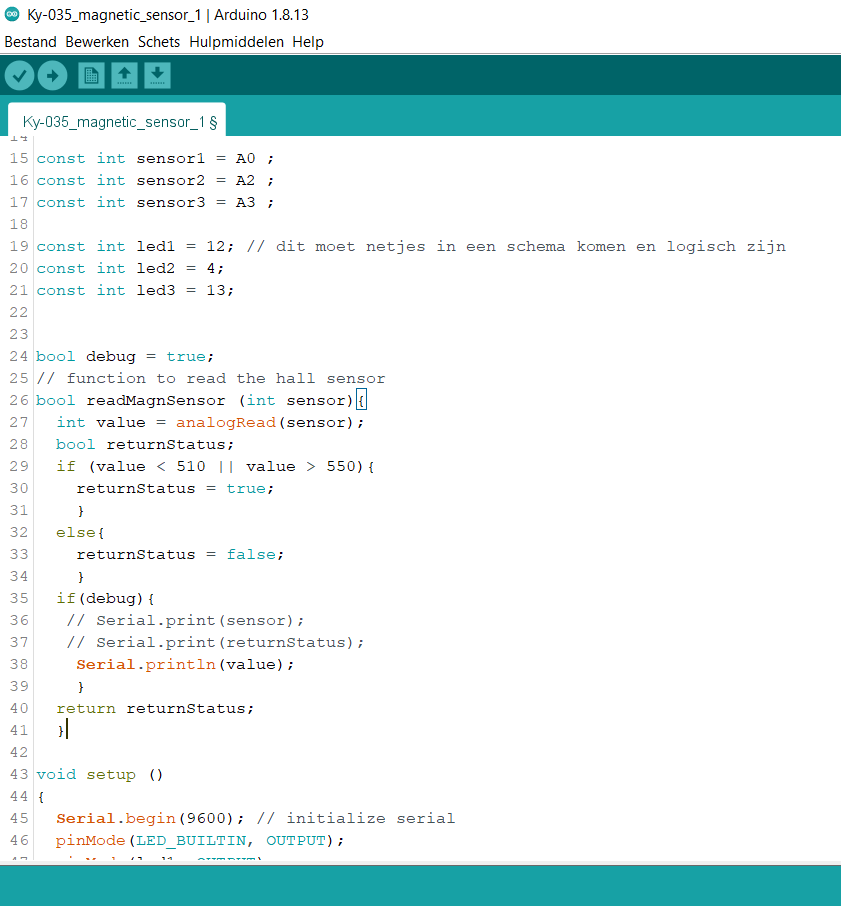 Ky-035_magnetic_sensor_1 | Arduino 1.8.13
Bestand Bewerken Schets Hulpmiddelen Help
Ky-035_magnetic_sensor_1 §
14
15 const int sensor1 = A0 ;
16 const int sensor2 = A2 ;
17 const int sensor3 = A3 ;
18
19 const int led1 = 12; // dit moet netjes in een schema komen en logisch zijn
20 const int led2 = 4;
21 const int led3 = 13;
22
23
24 bool debug = true;
25 // function to read the hall sensor
26 bool readMagnSensor (int sensor){
27   int value = analogRead(sensor);
28   bool returnStatus;
29   if (value < 510 || value > 550){
30     returnStatus = true;
31     }
32   else{
33     returnStatus = false;
34     }
35   if(debug){
36    // Serial.print(sensor);
37    // Serial.print(returnStatus);
38     Serial.println(value);
39     }
40   return returnStatus;
41   }
42
43 void setup ()
44 {
45   Serial.begin(9600); // initialize serial
46   pinMode(LED_BUILTIN, OUTPUT);